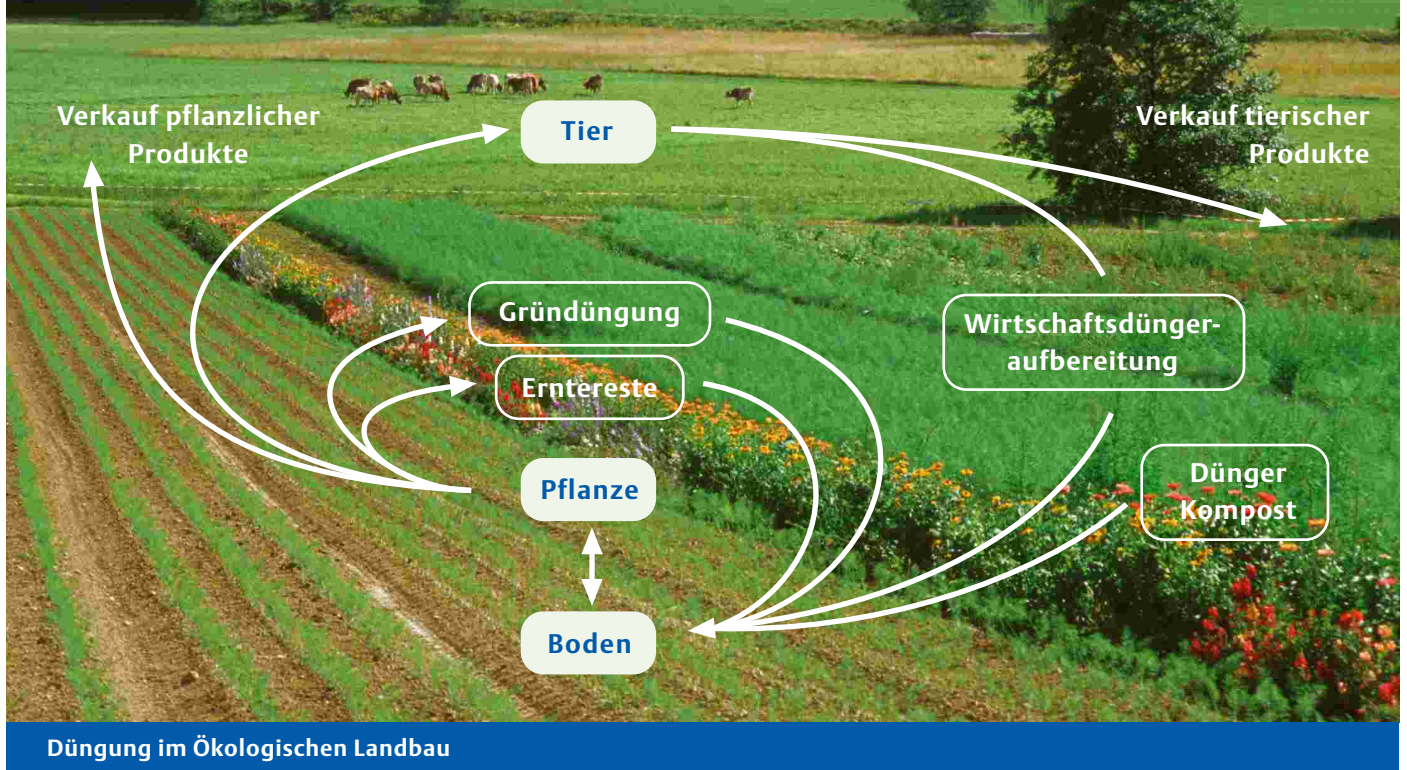 Verkauf pflanzlicher
Produkte
Tier
Verkauf tierischer
Produkte
Gründüngung
Wirtschaftsdünger-
aufbereitung
Erntereste
Pflanze
Dünger
Kompost
Boden
Düngung im Ökologischen Landbau